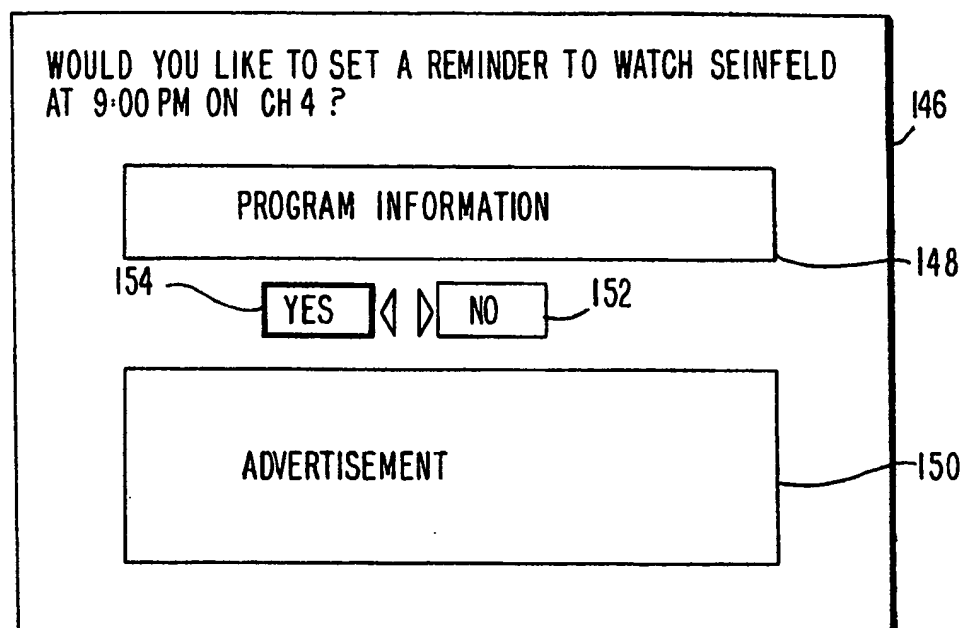 WOULD YOU LIKE TO SET A REMINDER TO WATCH SEINFELD
AT 9:00 PM ON CH 4 ?
146
PROGRAM INFORMATION
148
154
YES NO
152
ADVERTISEMENT
150